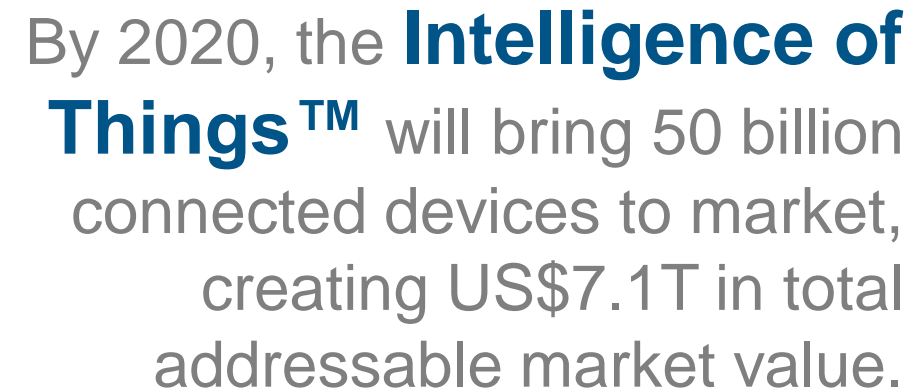 By 2020, the Intelligence of
Things™ will bring 50 billion
connected devices to market,
creating US$7.1T in total
addressable market value.